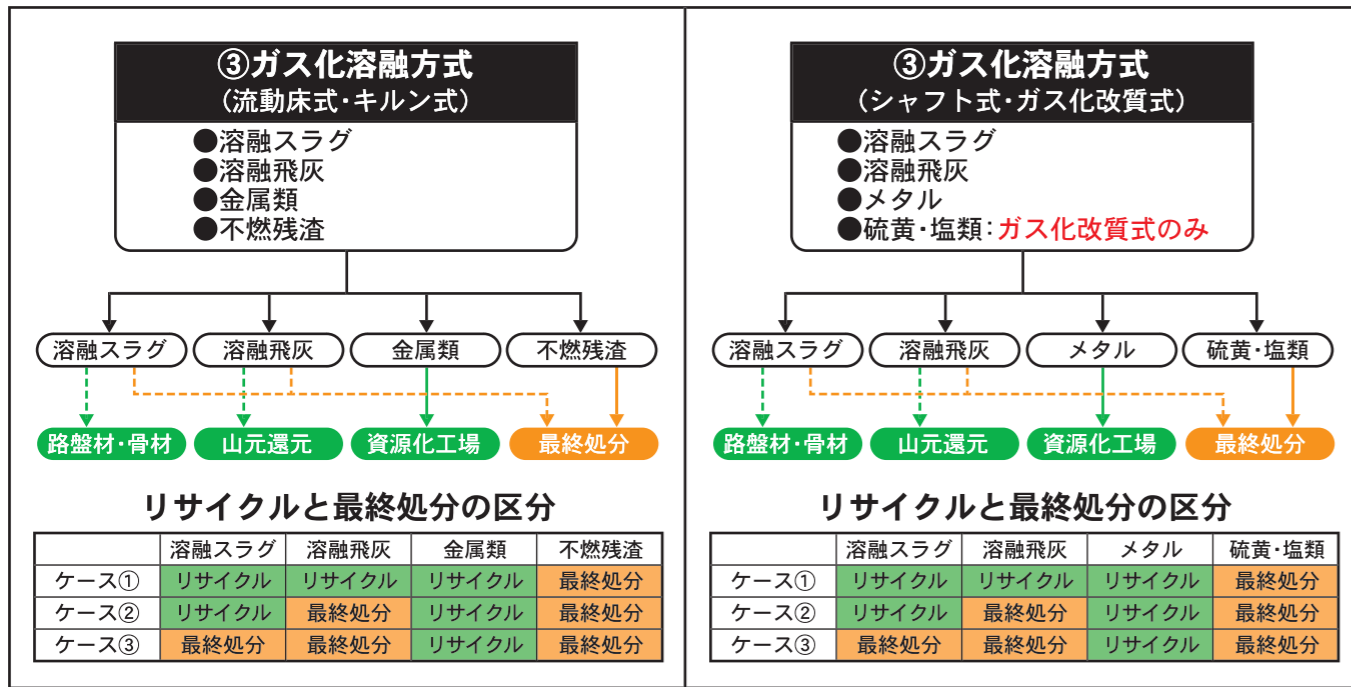 ③ガス化溶融方式
（流動床式・キルン式）
●溶融スラグ
●溶融飛灰
●金属類
●不燃残渣
溶融スラグ 溶融飛灰 金属類 不燃残渣
路盤材・骨材 山元還元 資源化工場 最終処分
リサイクルと最終処分の区分
溶融スラグ 溶融飛灰 金属類 不燃残渣
ケース① リサイクル リサイクル リサイクル 最終処分
ケース② リサイクル 最終処分 リサイクル 最終処分
ケース③ 最終処分 最終処分 リサイクル 最終処分
③ガス化溶融方式
（シャフト式・ガス化改質式）
●溶融スラグ
●溶融飛灰
●メタル
●硫黄・塩類：ガス化改質式のみ
溶融スラグ 溶融飛灰 メタル 硫黄・塩類
路盤材・骨材 山元還元 資源化工場 最終処分
リサイクルと最終処分の区分
溶融スラグ 溶融飛灰 メタル 硫黄・塩類
ケース① リサイクル リサイクル リサイクル 最終処分
ケース② リサイクル 最終処分 リサイクル 最終処分
ケース③ 最終処分 最終処分 リサイクル 最終処分